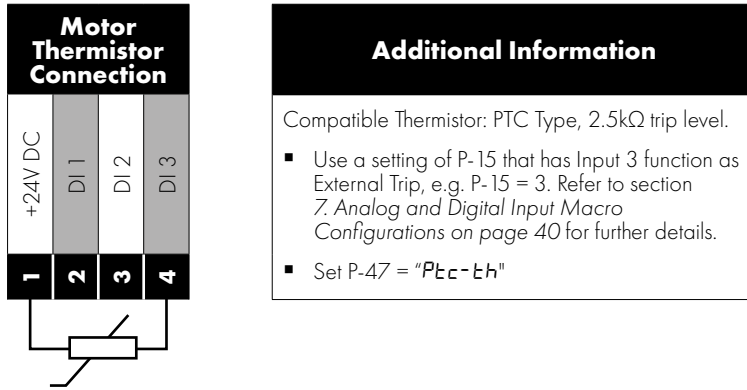 Motor
Thermistor
Connection
+24V DC
DI 1
DI 2
DI 3
1
2
3
4
Additional Information
Compatible Thermistor: PTC Type, 2.5kΩ trip level.
▪ Use a setting of P-15 that has Input 3 function as
External Trip, e.g. P-15 = 3. Refer to section
7. Analog and Digital Input Macro
Configurations on page 40 for further details.
▪ Set P-47 = “Ptc-th"